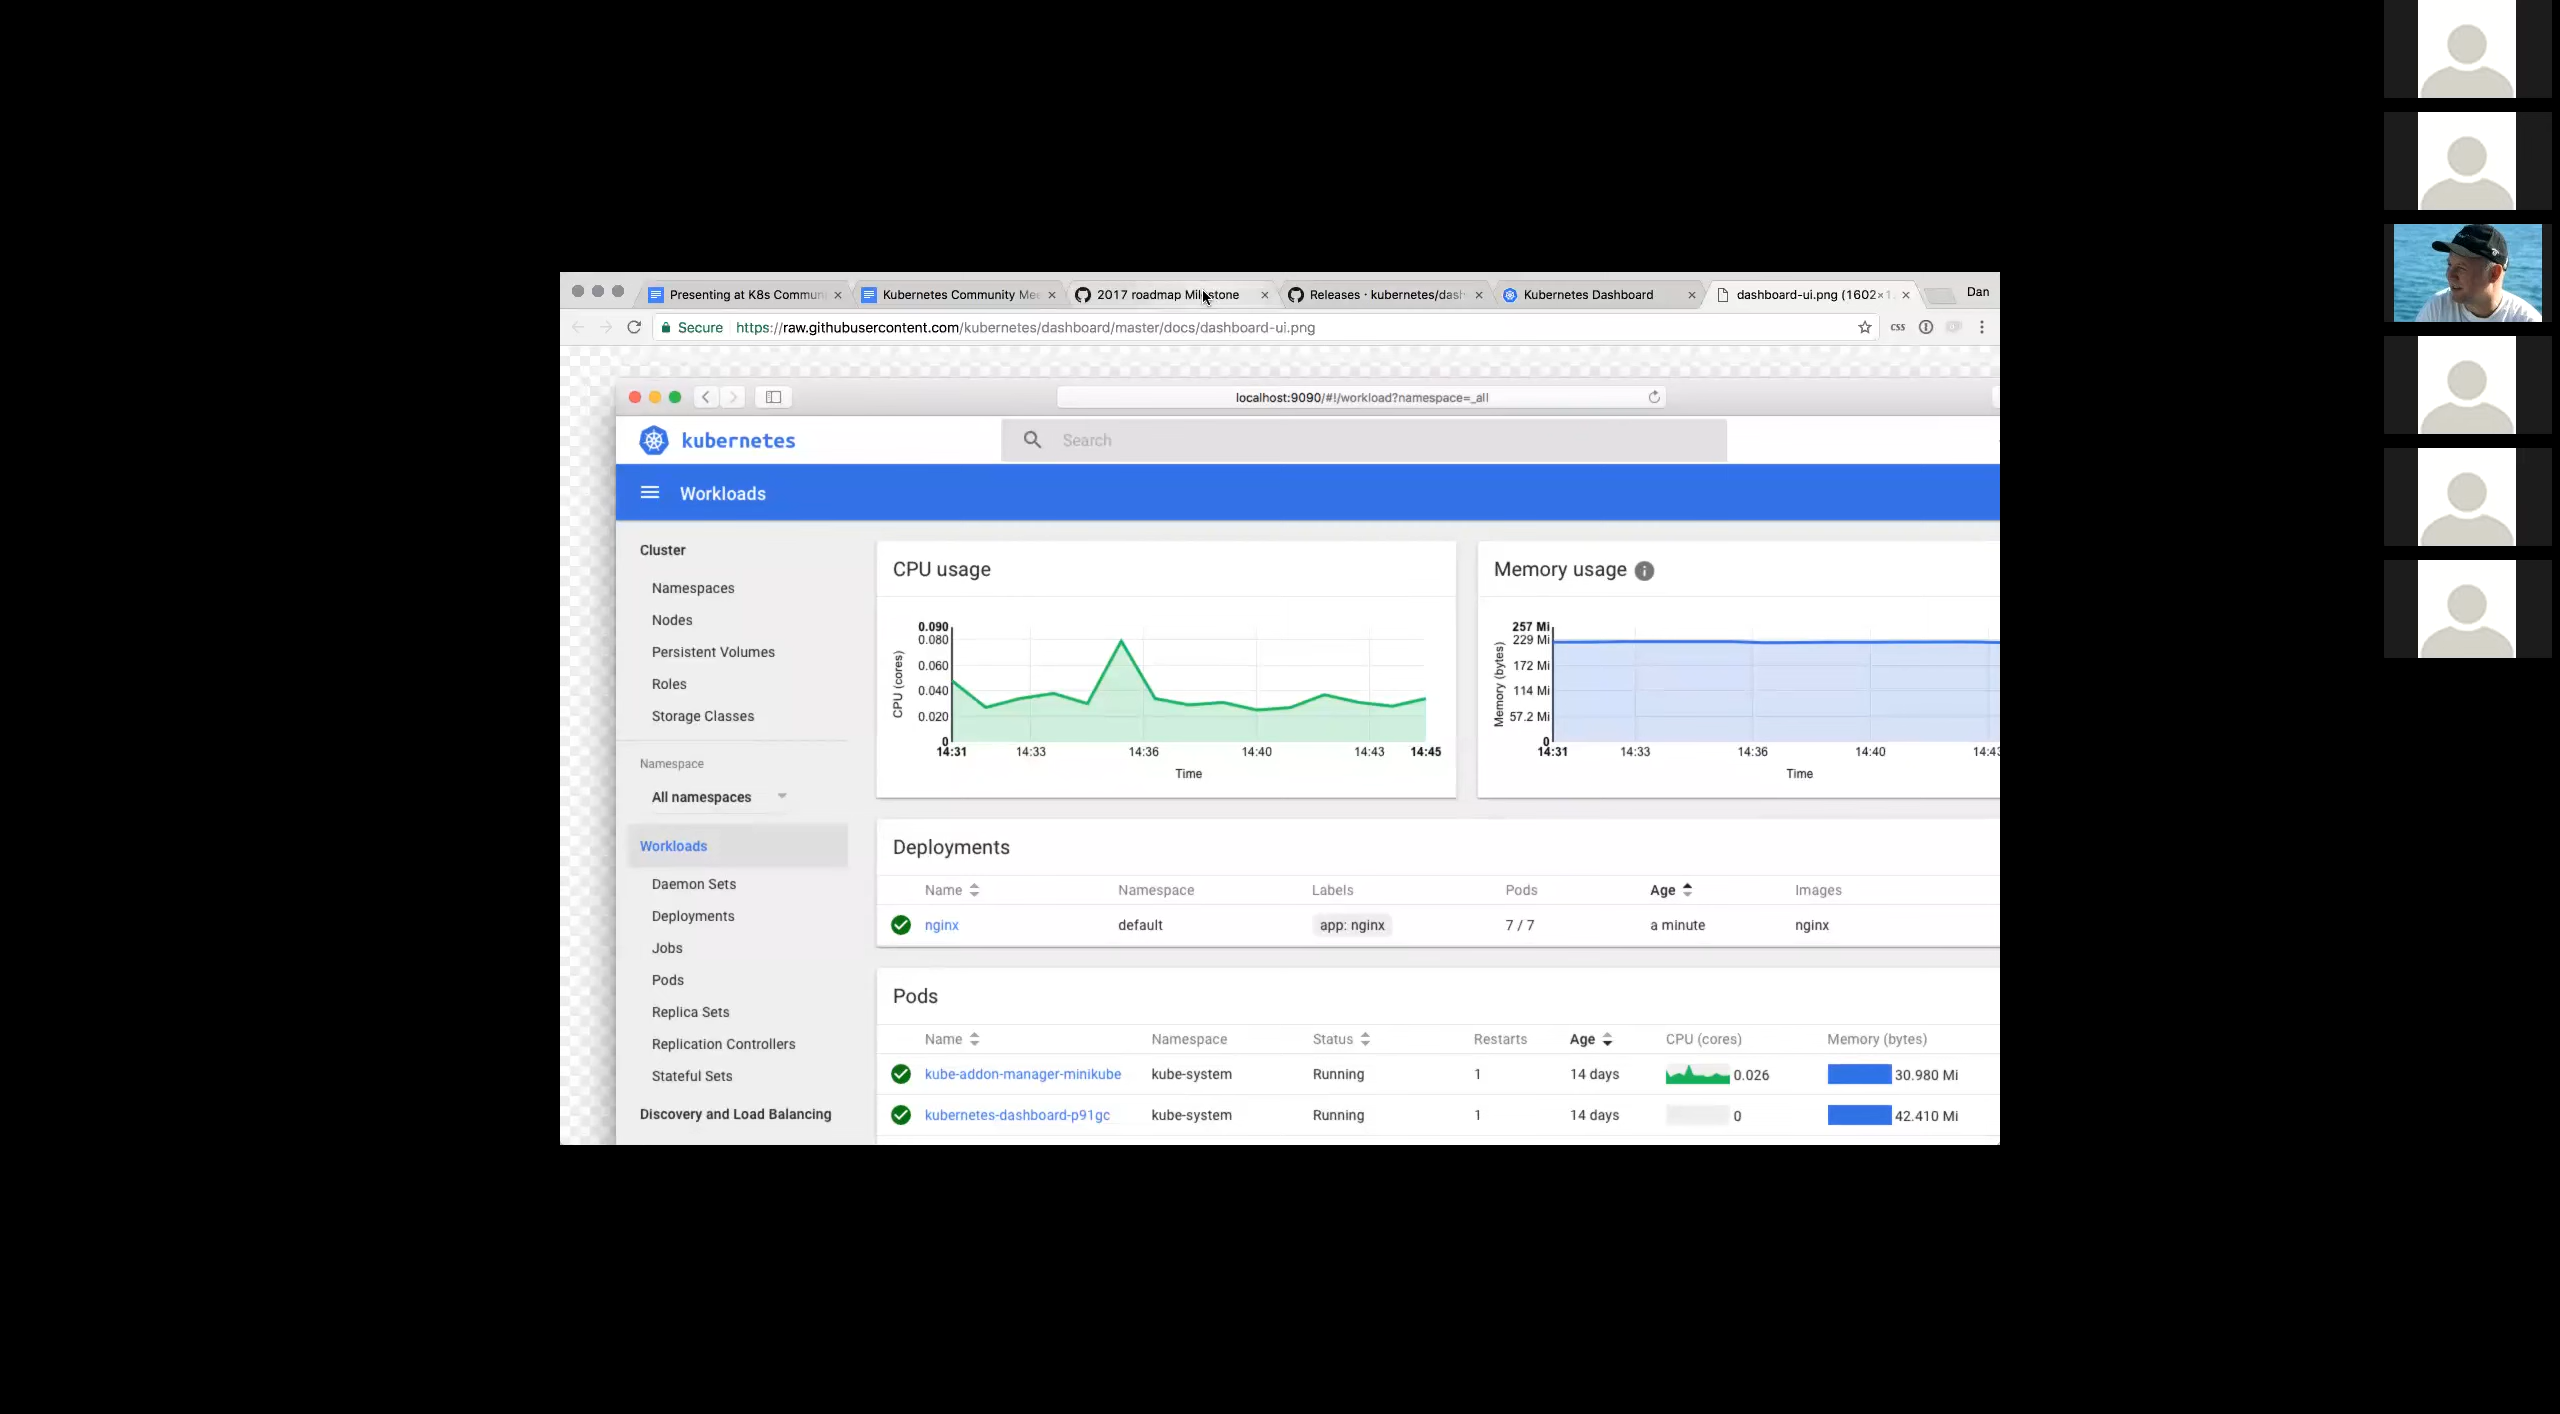 Presenting at K8s Commun
Kubernetes Community Mee
2017 roadmap Milestone
Releases · kubernetes/dash
Kubernetes Dashboard
dashboard-ui.png (1602×1
Dan
Secure https://raw.githubusercontent.com/kubernetes/dashboard/master/docs/dashboard-ui.png
css
localhost:9090/#!/workload?namespace=_all
kubernetes
Search
Workloads
Cluster
Namespaces
Nodes
Persistent Volumes
Roles
Storage Classes
Namespace
All namespaces
Workloads
Daemon Sets
Deployments
Jobs
Pods
Replica Sets
Replication Controllers
Stateful Sets
Discovery and Load Balancing
CPU usage
CPU (cores)
0.090
0.080
0.060
0.040
0.020
0
14:31 14:33 14:36 14:40 14:43 14:45
Time
Memory usage
Memory (bytes)
257 Mi
229 Mi
172 Mi
114 Mi
57.2 Mi
0
14:31 14:33 14:36 14:40 14:43
Time
Deployments
Name Namespace Labels Pods Age Images
nginx default app: nginx 7 / 7 a minute nginx
Pods
Name Namespace Status Restarts Age CPU (cores) Memory (bytes)
kube-addon-manager-minikube kube-system Running 1 14 days 0.026 30.980 Mi
kubernetes-dashboard-p91gc kube-system Running 1 14 days 0 42.410 Mi